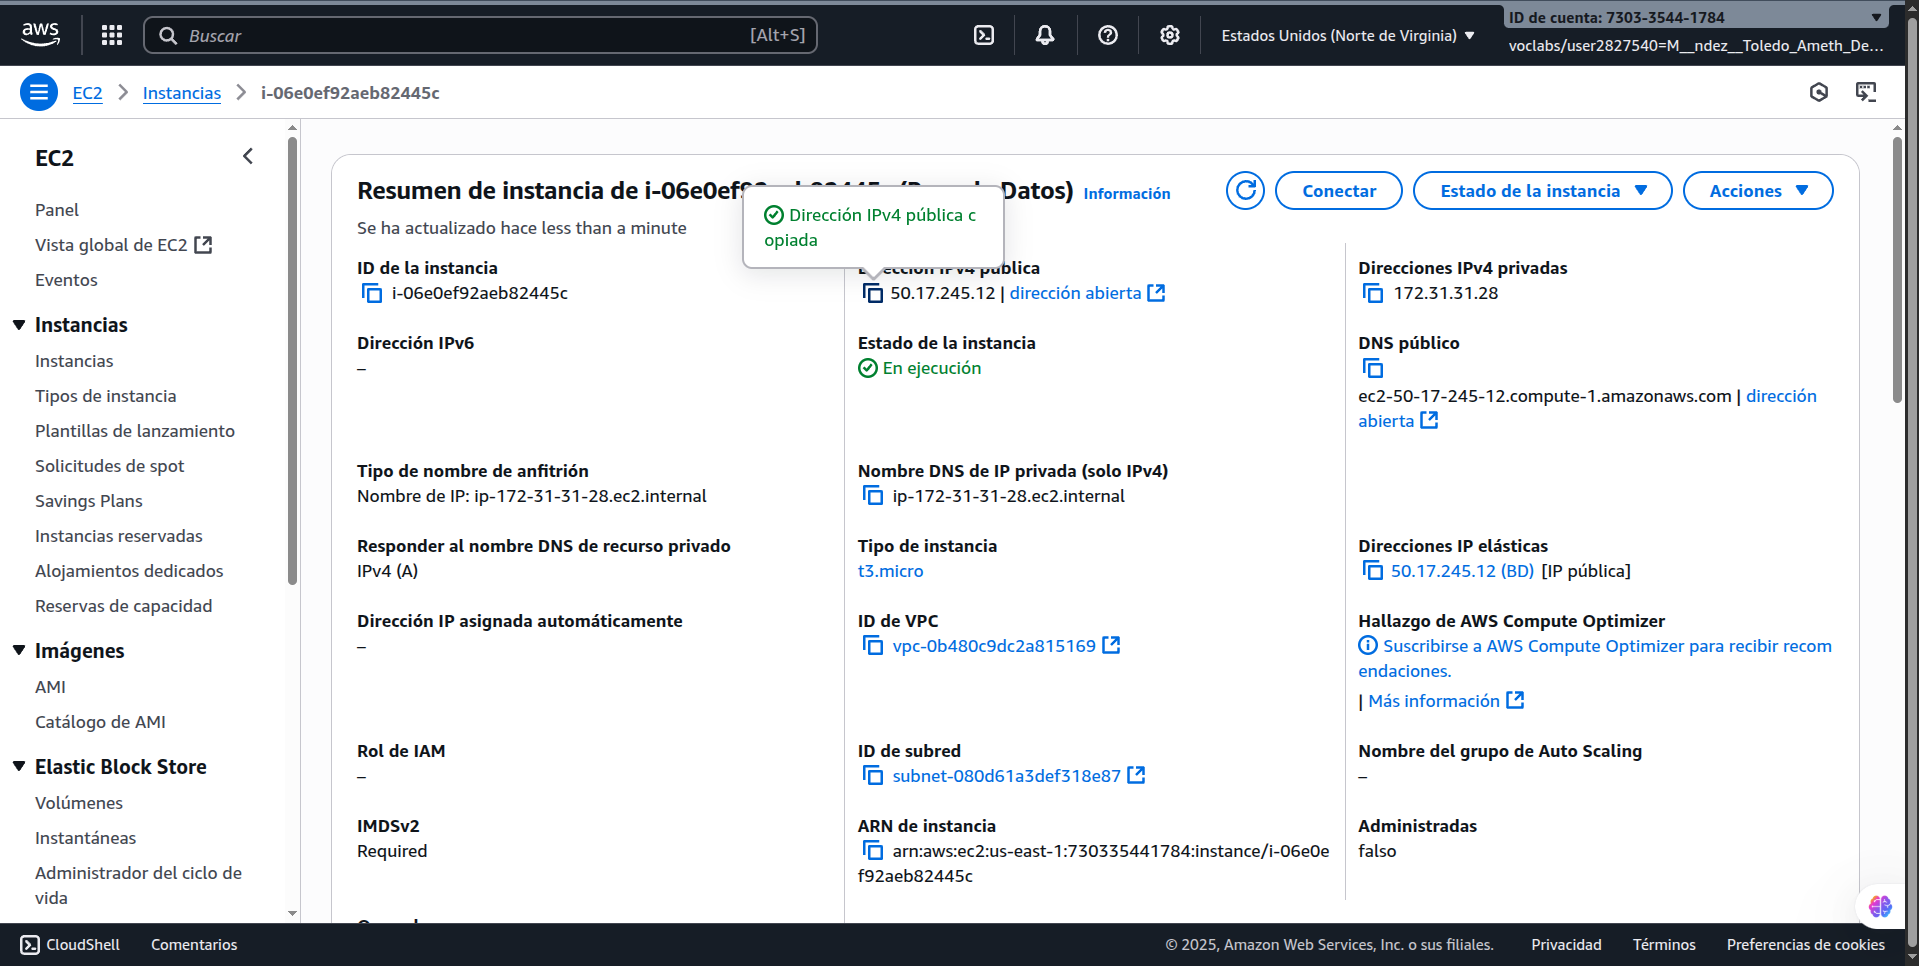 aws
Buscar
[Alt+S]
Estados Unidos (Norte de Virginia)
ID de cuenta: 7303-3544-1784
voclabs/user2827540=M__ndez__Toledo_Ameth_De...
EC2
Instancias
i-06e0ef92aeb82445c
EC2
Panel
Vista global de EC2
Eventos
Instancias
Instancias
Tipos de instancia
Plantillas de lanzamiento
Solicitudes de spot
Savings Plans
Instancias reservadas
Alojamientos dedicados
Reservas de capacidad
Imágenes
AMI
Catálogo de AMI
Elastic Block Store
Volúmenes
Instantáneas
Administrador del ciclo de
vida
Resumen de instancia de i-06e0ef92aeb82445c (Base de Datos)
Información
Conectar
Estado de la instancia
Acciones
Se ha actualizado hace less than a minute
Dirección IPv4 pública c
opiada
ID de la instancia
i-06e0ef92aeb82445c
Dirección IPv4 pública
50.17.245.12 | dirección abierta
Direcciones IPv4 privadas
172.31.31.28
Dirección IPv6
–
Estado de la instancia
En ejecución
DNS público
ec2-50-17-245-12.compute-1.amazonaws.com | dirección
abierta
Tipo de nombre de anfitrión
Nombre de IP: ip-172-31-31-28.ec2.internal
Nombre DNS de IP privada (solo IPv4)
ip-172-31-31-28.ec2.internal
Responder al nombre DNS de recurso privado
IPv4 (A)
Tipo de instancia
t3.micro
Direcciones IP elásticas
50.17.245.12 (BD) [IP pública]
Dirección IP asignada automáticamente
–
ID de VPC
vpc-0b480c9dc2a815169
Hallazgo de AWS Compute Optimizer
Suscribirse a AWS Compute Optimizer para recibir recom
endaciones.
| Más información
Rol de IAM
–
ID de subred
subnet-080d61a3def318e87
Nombre del grupo de Auto Scaling
–
IMDSv2
Required
ARN de instancia
arn:aws:ec2:us-east-1:730335441784:instance/i-06e0e
f92aeb82445c
Administradas
falso
CloudShell
Comentarios
© 2025, Amazon Web Services, Inc. o sus filiales.
Privacidad
Términos
Preferencias de cookies